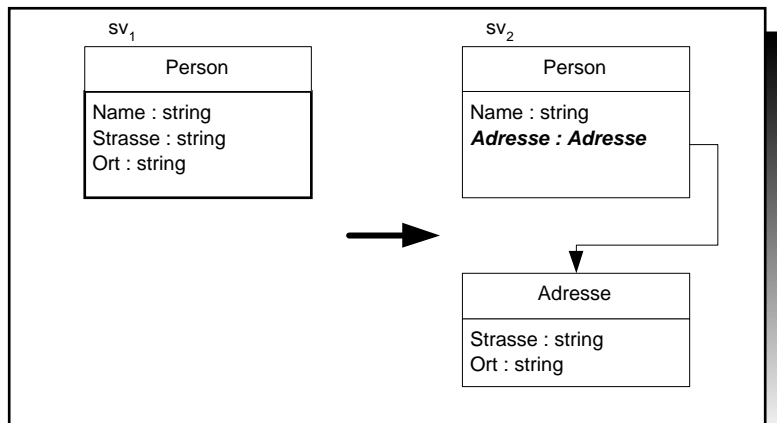 sv1
Person
Name : string
Strasse : string
Ort : string
sv2
Person
Name : string
Adresse : Adresse
Adresse
Strasse : string
Ort : string